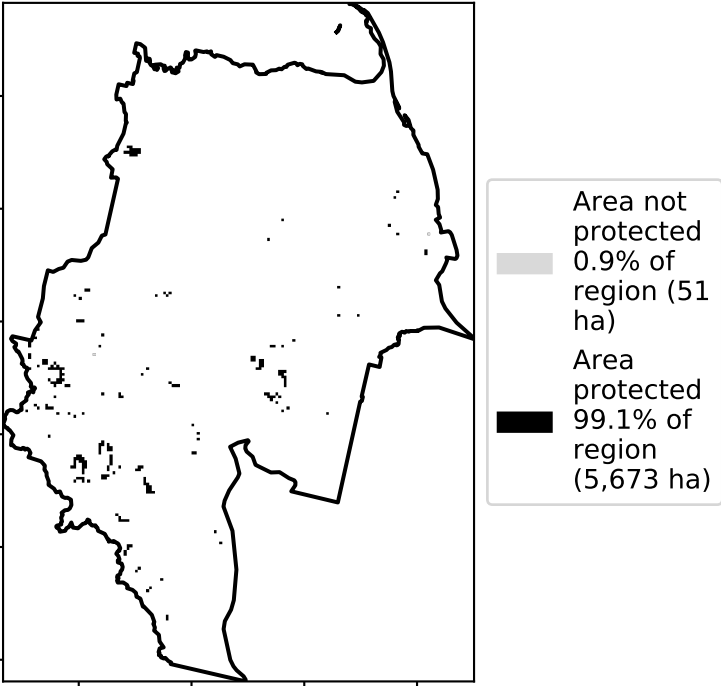 Area not
protected
0.9% of
region (51
ha)
Area
protected
99.1% of
region
(5,673 ha)